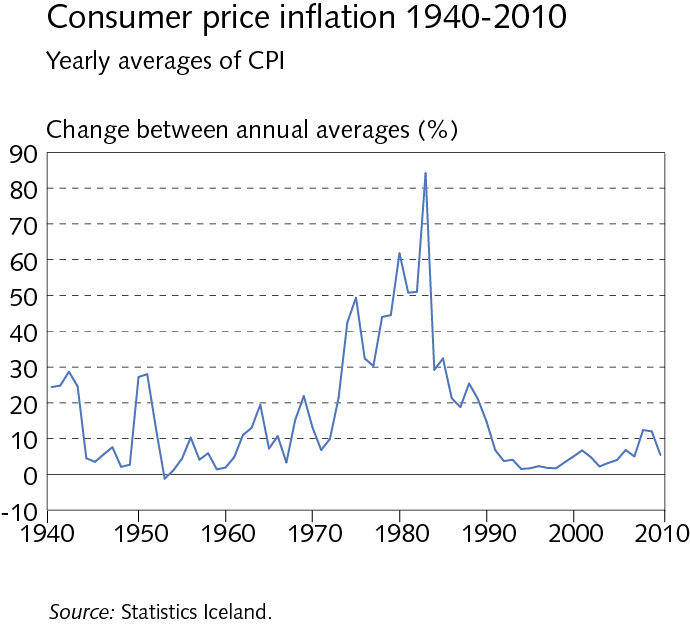 Consumer price inflation 1940-2010
Yearly averages of CPI
Change between annual averages (%)
90
80
70
60
50
40
30
20
10
0
-10
1940 1950 1960 1970 1980 1990 2000 2010
Source: Statistics Iceland.